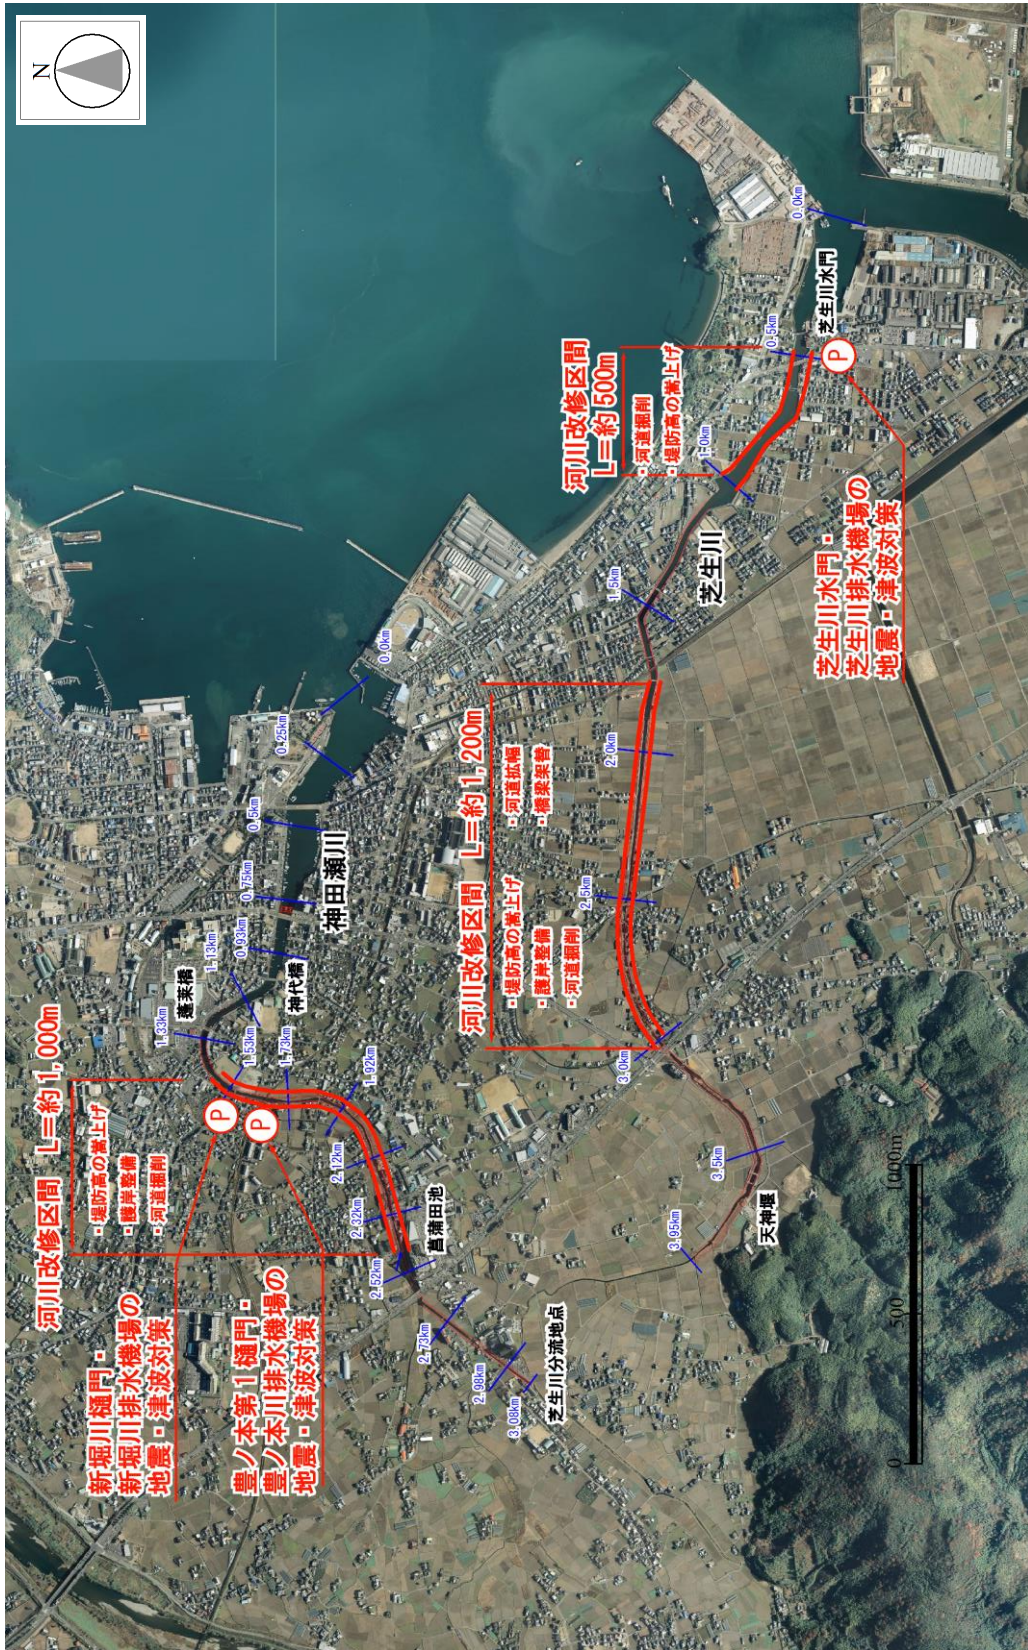 N
河川改修区間　L=約1,000m
・堤防高の嵩上げ
・護岸整備
・河道掘削
新堀川樋門・
新堀川排水機場の
地震・津波対策
豊ノ本第1樋門・
豊ノ本川排水機場の
地震・津波対策
P
P
蓬莱橋
神代橋
神田瀬川
菖蒲田池
芝生川分流地点
0.0km
0.25km
0.5km
0.75km
0.93km
1.13km
1.33km
1.53km
1.73km
1.92km
2.12km
2.32km
2.52km
2.73km
2.98km
3.08km
河川改修区間　L=約1,200m
・堤防高の嵩上げ
・護岸整備
・河道掘削
・河道拡幅
・橋梁架替
河川改修区間
L=約500m
・河道掘削
・堤防高の嵩上げ
芝生川
芝生川水門
P
芝生川水門・
芝生川排水機場の
地震・津波対策
天神堰
0.0km
0.5km
1.0km
1.5km
2.0km
2.5km
3.0km
3.5km
3.95km
0
500
1000m